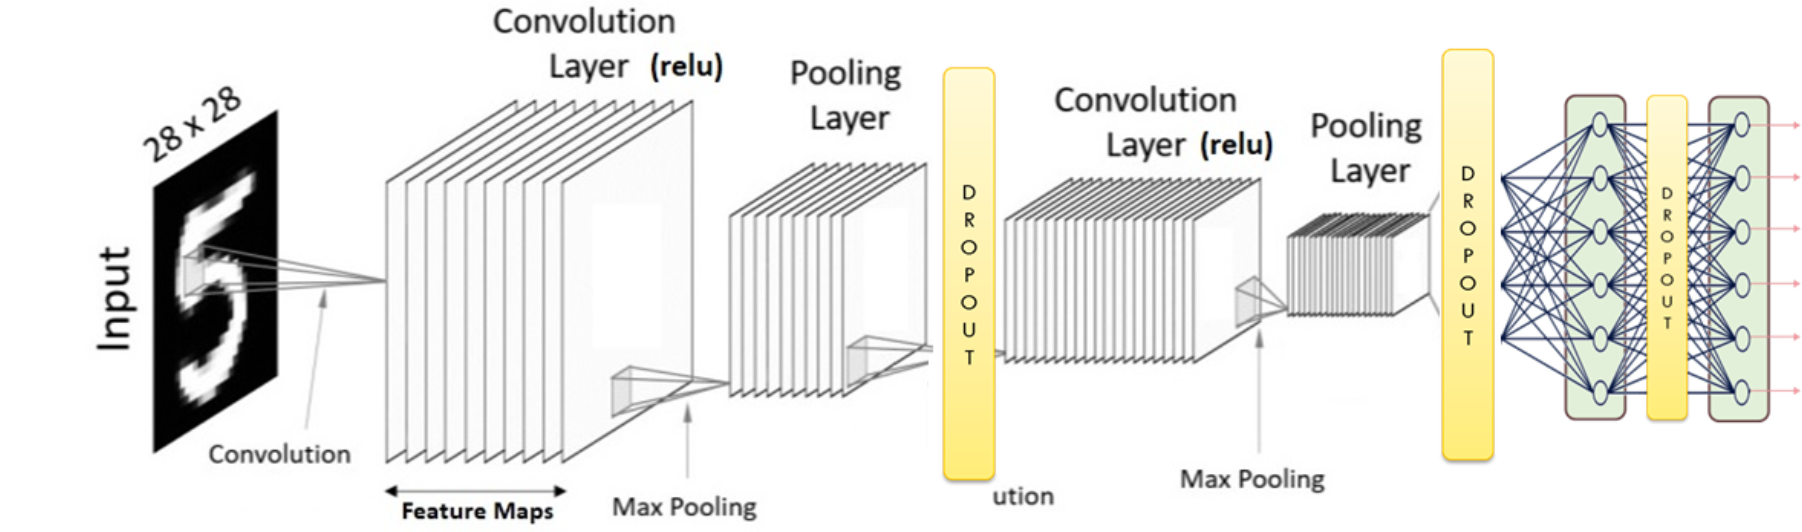 Convolution
Layer (relu)
Pooling
Layer
Convolution
Layer (relu)
Pooling
Layer
28 x 28
Input
DROPOUT
DROPOUT
DROPOUT
Convolution
Feature Maps
Max Pooling
ution
Max Pooling